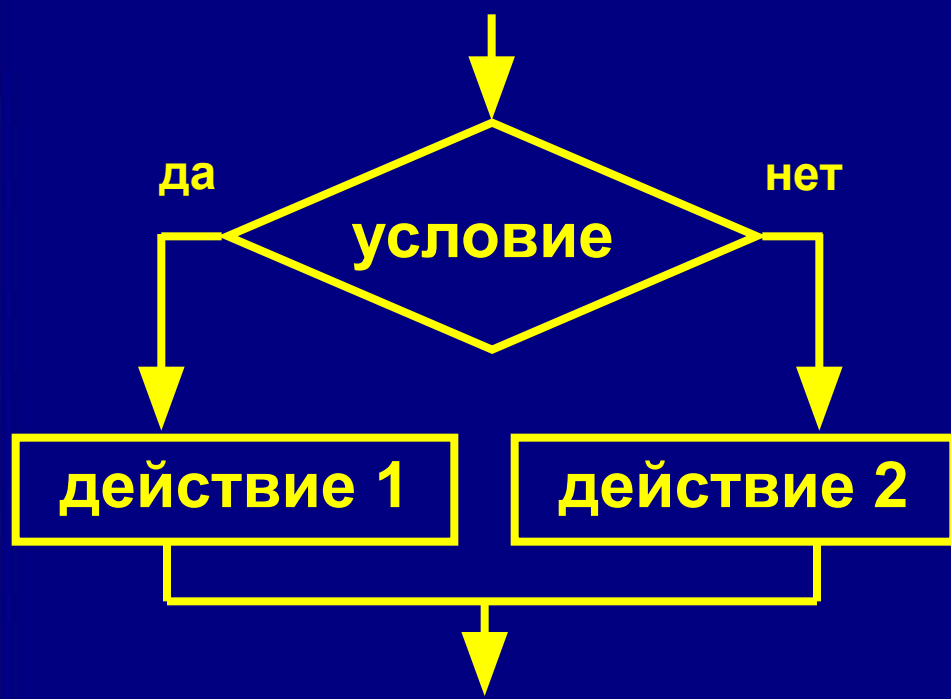 да
нет
условие
действие 1
действие 2